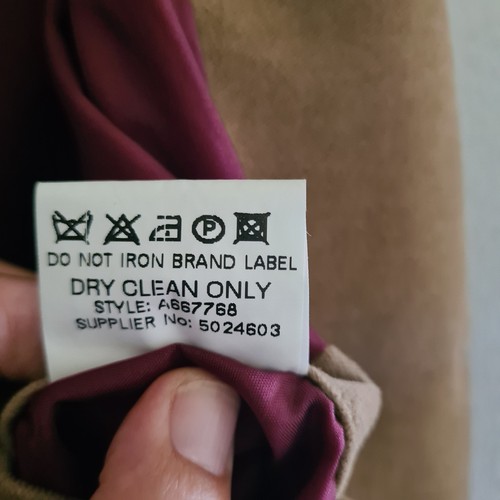 P
DO NOT IRON BRAND LABEL
DRY CLEAN ONLY
STYLE: A667768
SUPPLIER No: 5024603